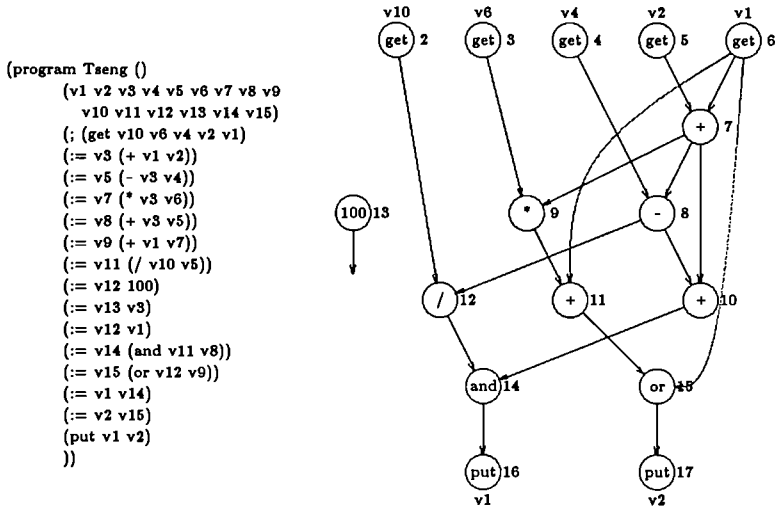 (program Tseng ()
(v1 v2 v3 v4 v5 v6 v7 v8 v9
v10 v11 v12 v13 v14 v15)
(; (get v10 v6 v4 v2 v1)
(:= v3 (+ v1 v2))
(:= v5 (- v3 v4))
(:= v7 (* v3 v6))
(:= v8 (+ v3 v5))
(:= v9 (+ v1 v7))
(:= v11 (/ v10 v5))
(:= v12 100)
(:= v13 v3)
(:= v12 v1)
(:= v14 (and v11 v8))
(:= v15 (or v12 v9))
(:= v1 v14)
(:= v2 v15)
(put v1 v2)
))
v10 v6 v4 v2 v1
get 2 get 3 get 4 get 5 get 6
+ 7
100 13 * 9 - 8
/ 12 + 11 + 10
and 14 or 15
put 16 put 17
v1 v2